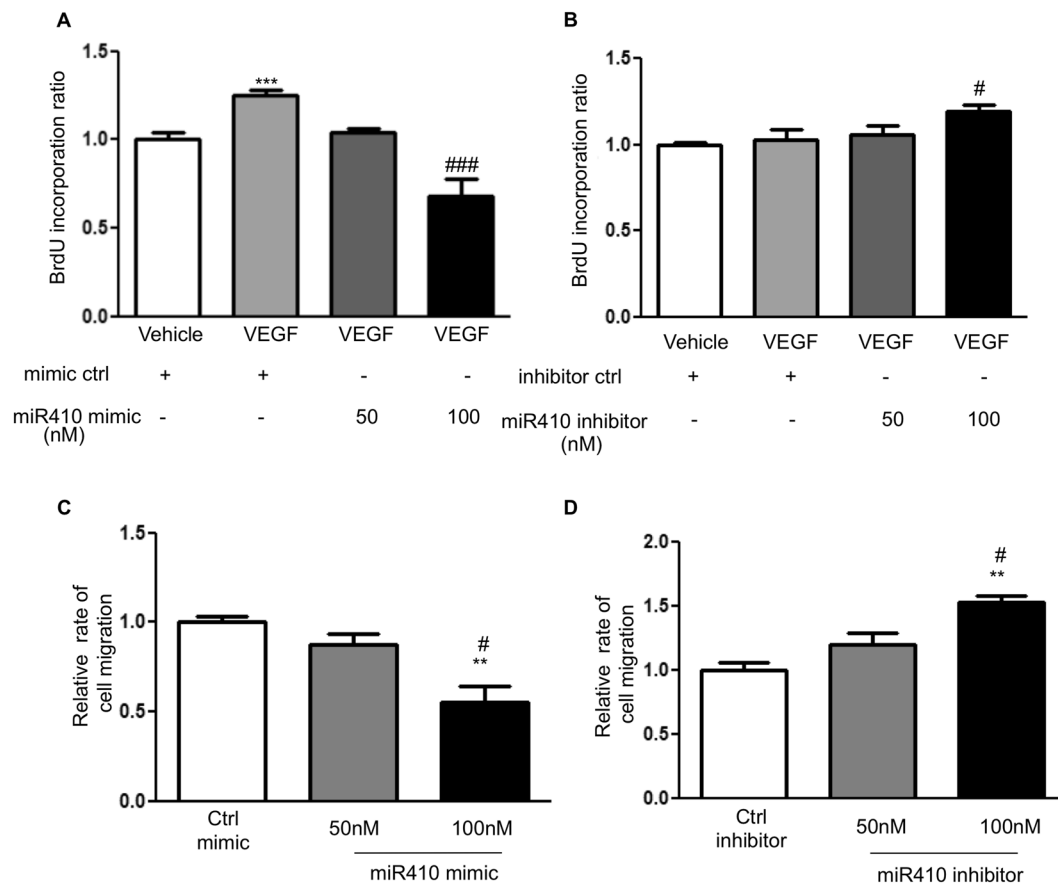 A
BrdU incorporation ratio
1.5
1.0
0.5
0.0
***
###
Vehicle VEGF VEGF VEGF
mimic ctrl + + - -
miR410 mimic - - 50 100
(nM)
B
BrdU incorporation ratio
1.5
1.0
0.5
0.0
#
Vehicle VEGF VEGF VEGF
inhibitor ctrl + + - -
miR410 inhibitor - - 50 100
(nM)
C
Relative rate of
cell migration
1.5
1.0
0.5
0.0
#
**
Ctrl
mimic
50nM 100nM
miR410 mimic
D
Relative rate of
cell migration
2.0
1.5
1.0
0.5
0.0
#
**
Ctrl
inhibitor
50nM 100nM
miR410 inhibitor